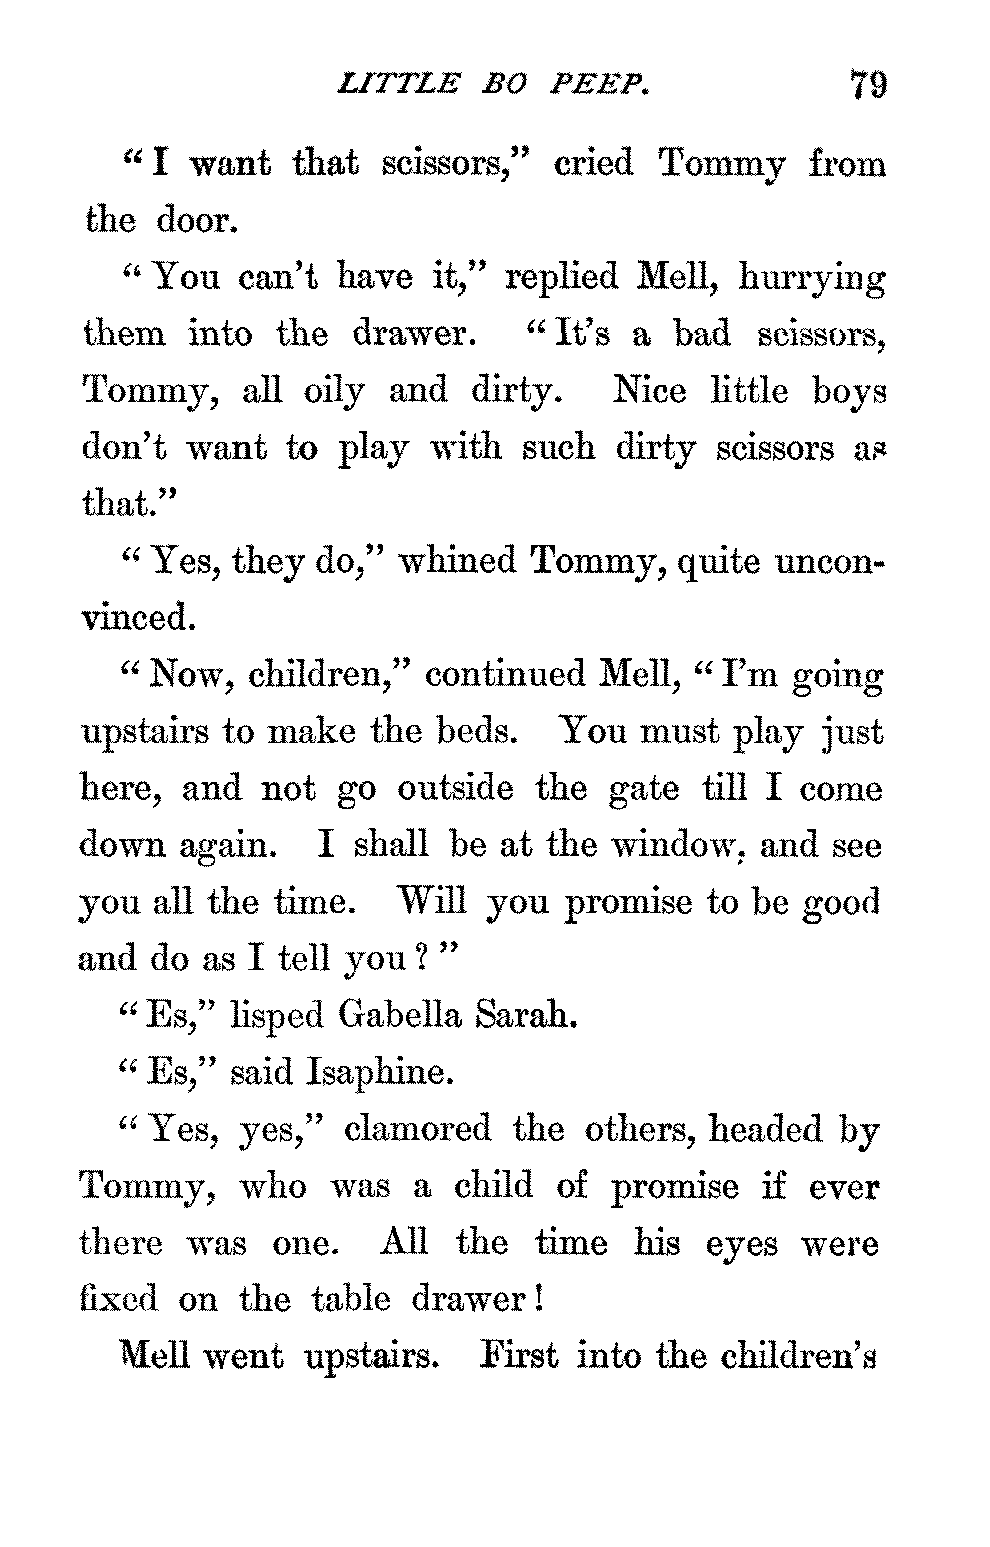 LITTLE BO PEEP. 79
“I want that scissors,” cried Tommy from
the door.
“You can’t have it,” replied Mell, hurrying
them into the drawer. “It’s a bad scissors,
Tommy, all oily and dirty. Nice little boys
don’t want to play with such dirty scissors as
that.”
“Yes, they do,” whined Tommy, quite uncon-
vinced.
“Now, children,” continued Mell, “I’m going
upstairs to make the beds. You must play just
here, and not go outside the gate till I come
down again. I shall be at the window, and see
you all the time. Will you promise to be good
and do as I tell you?”
“Es,” lisped Gabella Sarah.
“Es,” said Isaphine.
“Yes, yes,” clamored the others, headed by
Tommy, who was a child of promise if ever
there was one. All the time his eyes were
fixed on the table drawer!
Mell went upstairs. First into the children’s